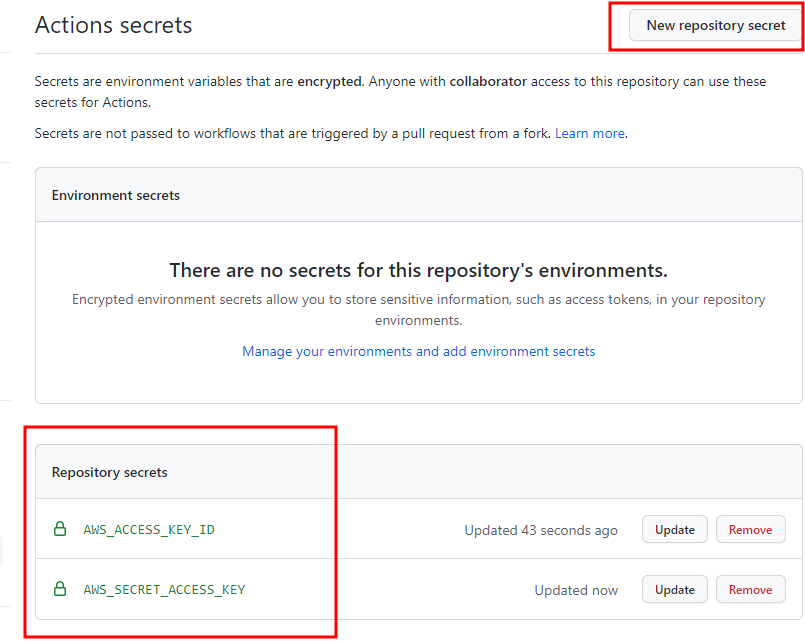 Actions secrets
New repository secret
Secrets are environment variables that are encrypted. Anyone with collaborator access to this repository can use these
secrets for Actions.
Secrets are not passed to workflows that are triggered by a pull request from a fork. Learn more.
Environment secrets
There are no secrets for this repository's environments.
Encrypted environment secrets allow you to store sensitive information, such as access tokens, in your repository
environments.
Manage your environments and add environment secrets
Repository secrets
AWS_ACCESS_KEY_ID Updated 43 seconds ago Update Remove
AWS_SECRET_ACCESS_KEY Updated now Update Remove